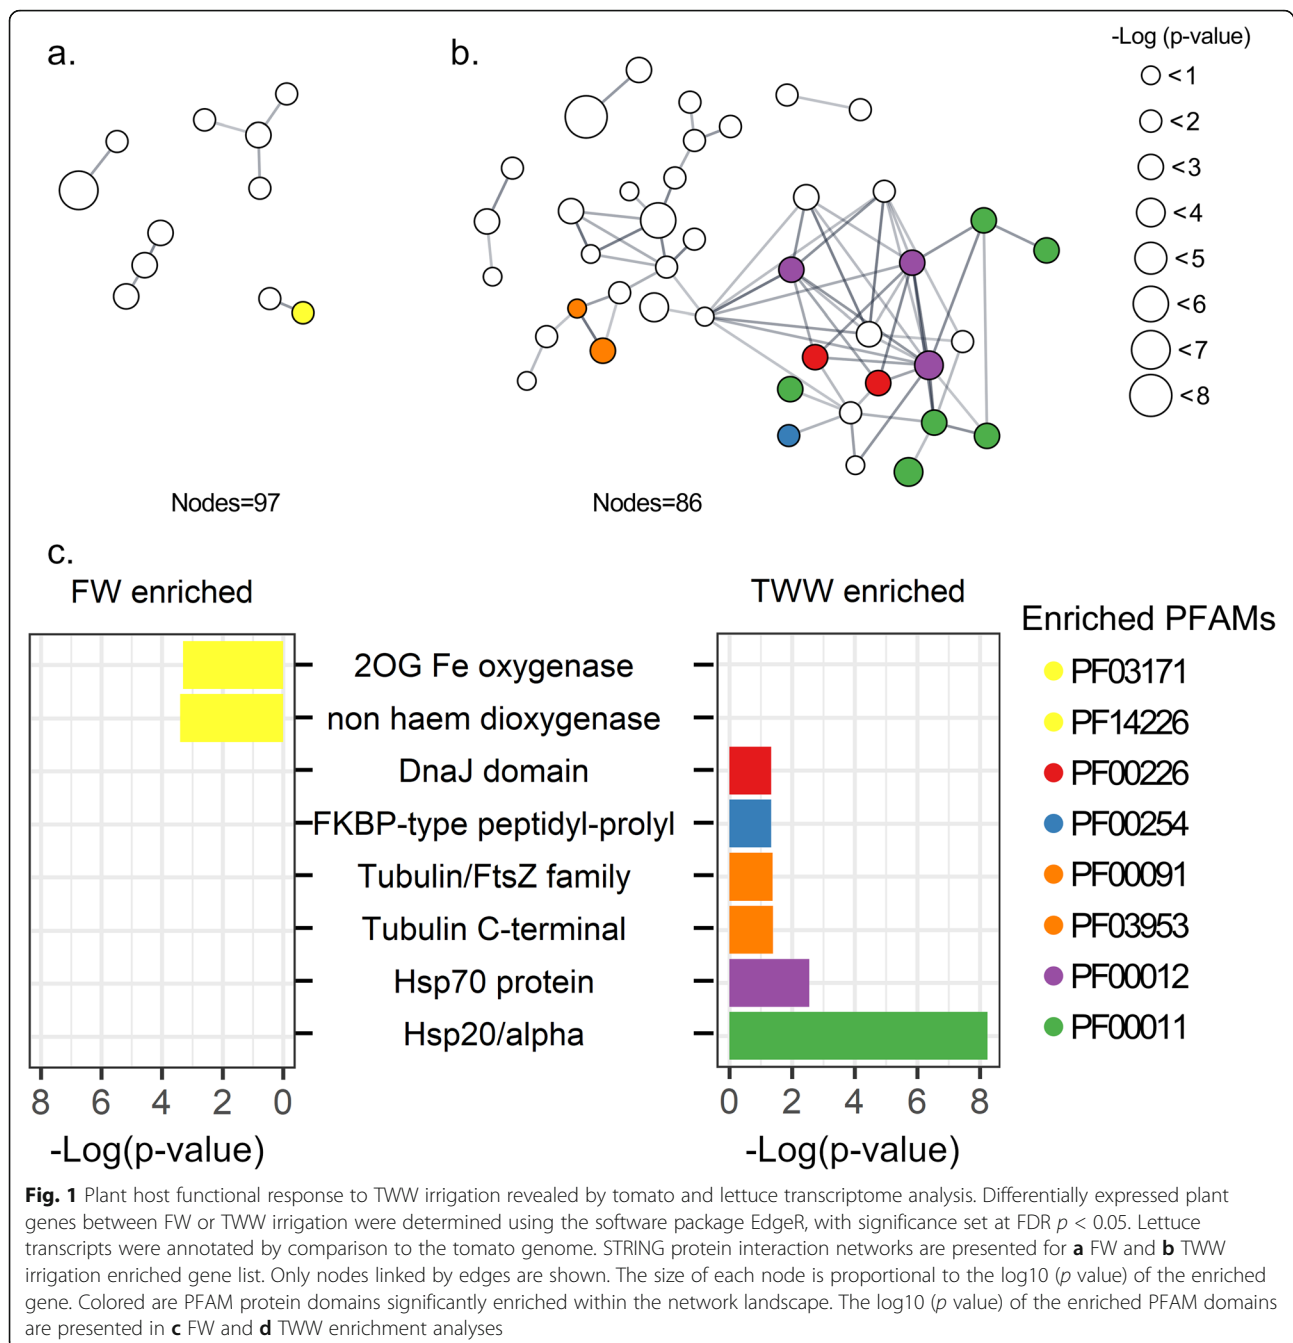 a.
b.
-Log (p-value)
<1
<2
<3
<4
<5
<6
<7
<8
Nodes=97
Nodes=86
c.
FW enriched
TWW enriched
Enriched PFAMs
2OG Fe oxygenase
non haem dioxygenase
DnaJ domain
FKBP-type peptidyl-prolyl
Tubulin/FtsZ family
Tubulin C-terminal
Hsp70 protein
Hsp20/alpha
PF03171
PF14226
PF00226
PF00254
PF00091
PF03953
PF00012
PF00011
8 6 4 2 0
0 2 4 6 8
-Log(p-value)
-Log(p-value)
Fig. 1 Plant host functional response to TWW irrigation revealed by tomato and lettuce transcriptome analysis. Differentially expressed plant
genes between FW or TWW irrigation were determined using the software package EdgeR, with significance set at FDR p < 0.05. Lettuce
transcripts were annotated by comparison to the tomato genome. STRING protein interaction networks are presented for a FW and b TWW
irrigation enriched gene list. Only nodes linked by edges are shown. The size of each node is proportional to the log10 (p value) of the enriched
gene. Colored are PFAM protein domains significantly enriched within the network landscape. The log10 (p value) of the enriched PFAM domains
are presented in c FW and d TWW enrichment analyses